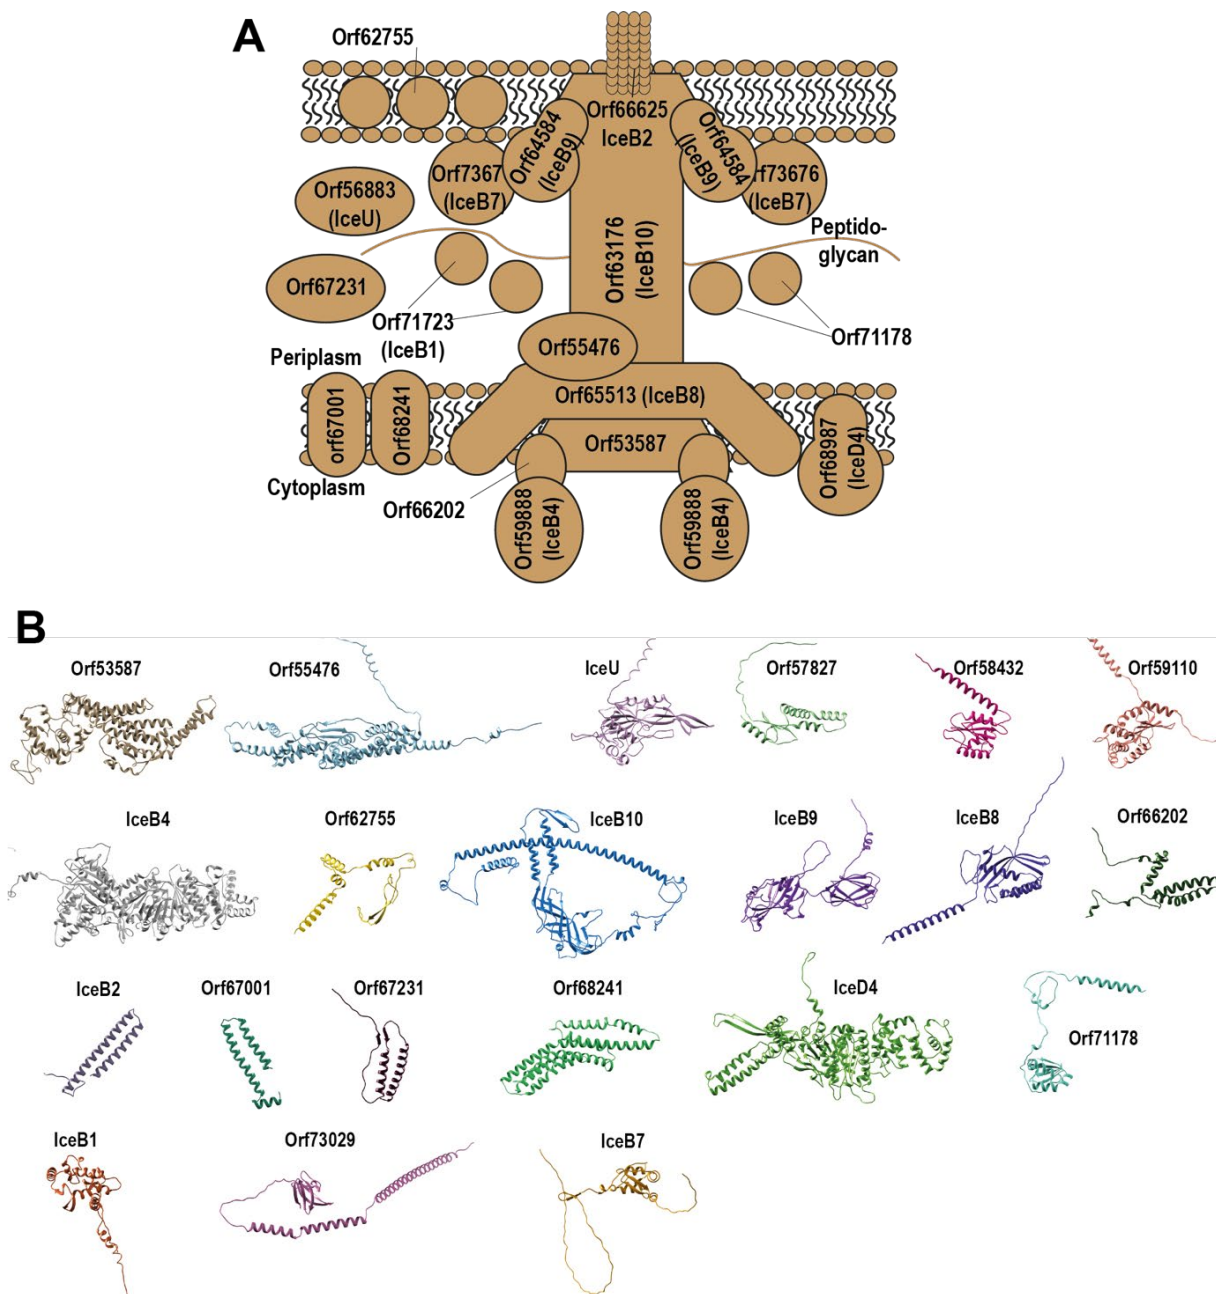 A
Orf62755
Orf66625
IceB2
Orf64584
(IceB9)
Orf64584
(IceB9)
Orf7367
(IceB7)
rf73676
(IceB7)
Orf56883
(IceU)
Peptido-
glycan
Orf63176
(IceB10)
Orf67231
Orf71723
(IceB1)
Orf71178
Orf55476
Periplasm
orf67001
Orf68241
Orf65513 (IceB8)
Orf53587
Orf68987
(IceD4)
Cytoplasm
Orf66202
Orf59888
(IceB4)
Orf59888
(IceB4)
B
Orf53587
Orf55476
IceU
Orf57827
Orf58432
Orf59110
IceB4
Orf62755
IceB10
IceB9
IceB8
Orf66202
IceB2
Orf67001
Orf67231
Orf68241
IceD4
Orf71178
IceB1
Orf73029
IceB7